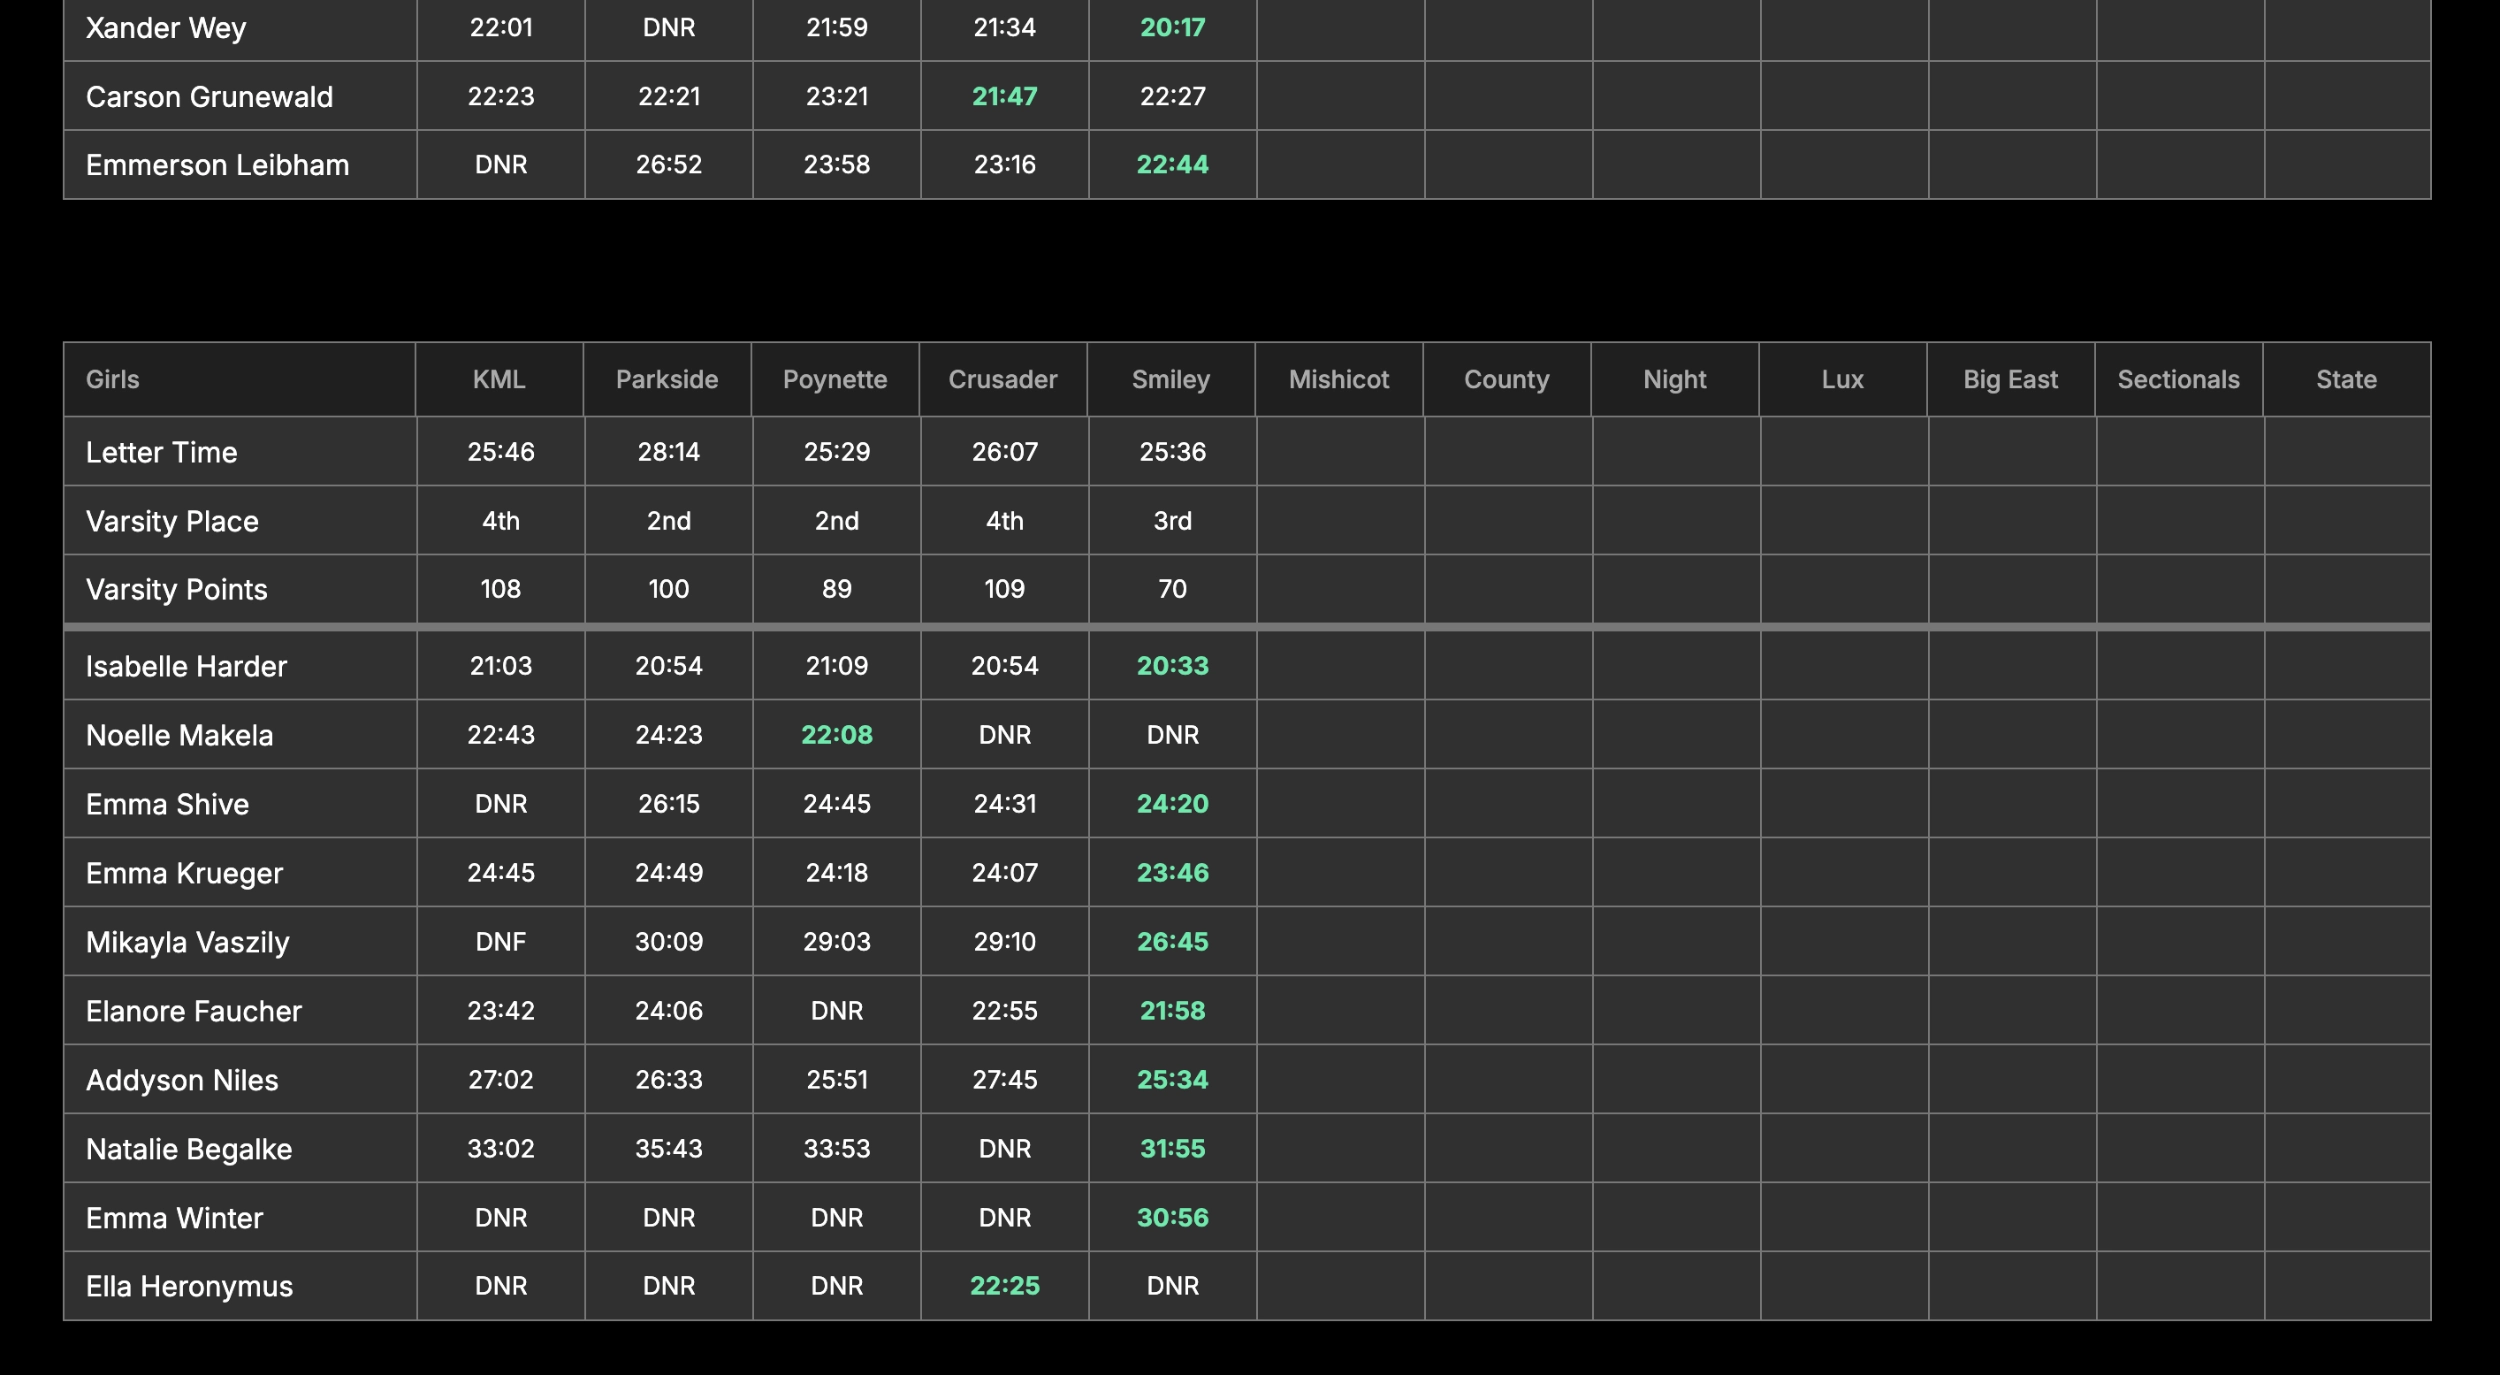 Xander Wey 22:01 DNR 21:59 21:34 20:17
Carson Grunewald 22:23 22:21 23:21 21:47 22:27
Emmerson Leibham DNR 26:52 23:58 23:16 22:44
Girls KML Parkside Poynette Crusader Smiley Mishicot County Night Lux Big East Sectionals State
Letter Time 25:46 28:14 25:29 26:07 25:36
Varsity Place 4th 2nd 2nd 4th 3rd
Varsity Points 108 100 89 109 70
Isabelle Harder 21:03 20:54 21:09 20:54 20:33
Noelle Makela 22:43 24:23 22:08 DNR DNR
Emma Shive DNR 26:15 24:45 24:31 24:20
Emma Krueger 24:45 24:49 24:18 24:07 23:46
Mikayla Vaszily DNF 30:09 29:03 29:10 26:45
Elanore Faucher 23:42 24:06 DNR 22:55 21:58
Addyson Niles 27:02 26:33 25:51 27:45 25:34
Natalie Begalke 33:02 35:43 33:53 DNR 31:55
Emma Winter DNR DNR DNR DNR 30:56
Ella Heronymus DNR DNR DNR 22:25 DNR